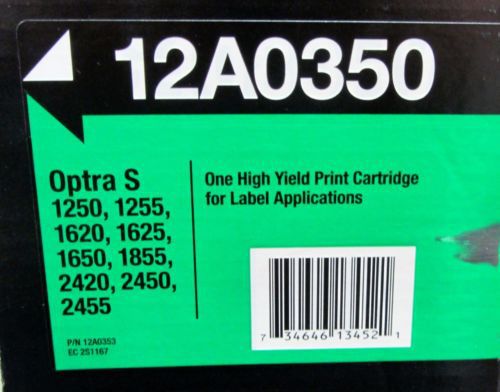 12A0350
Optra S
1250, 1255,
1620, 1625,
1650, 1855,
2420, 2450,
2455
One High Yield Print Cartridge
for Label Applications
7 34646 13452 1
P/N 12A0353
EC 2S1167